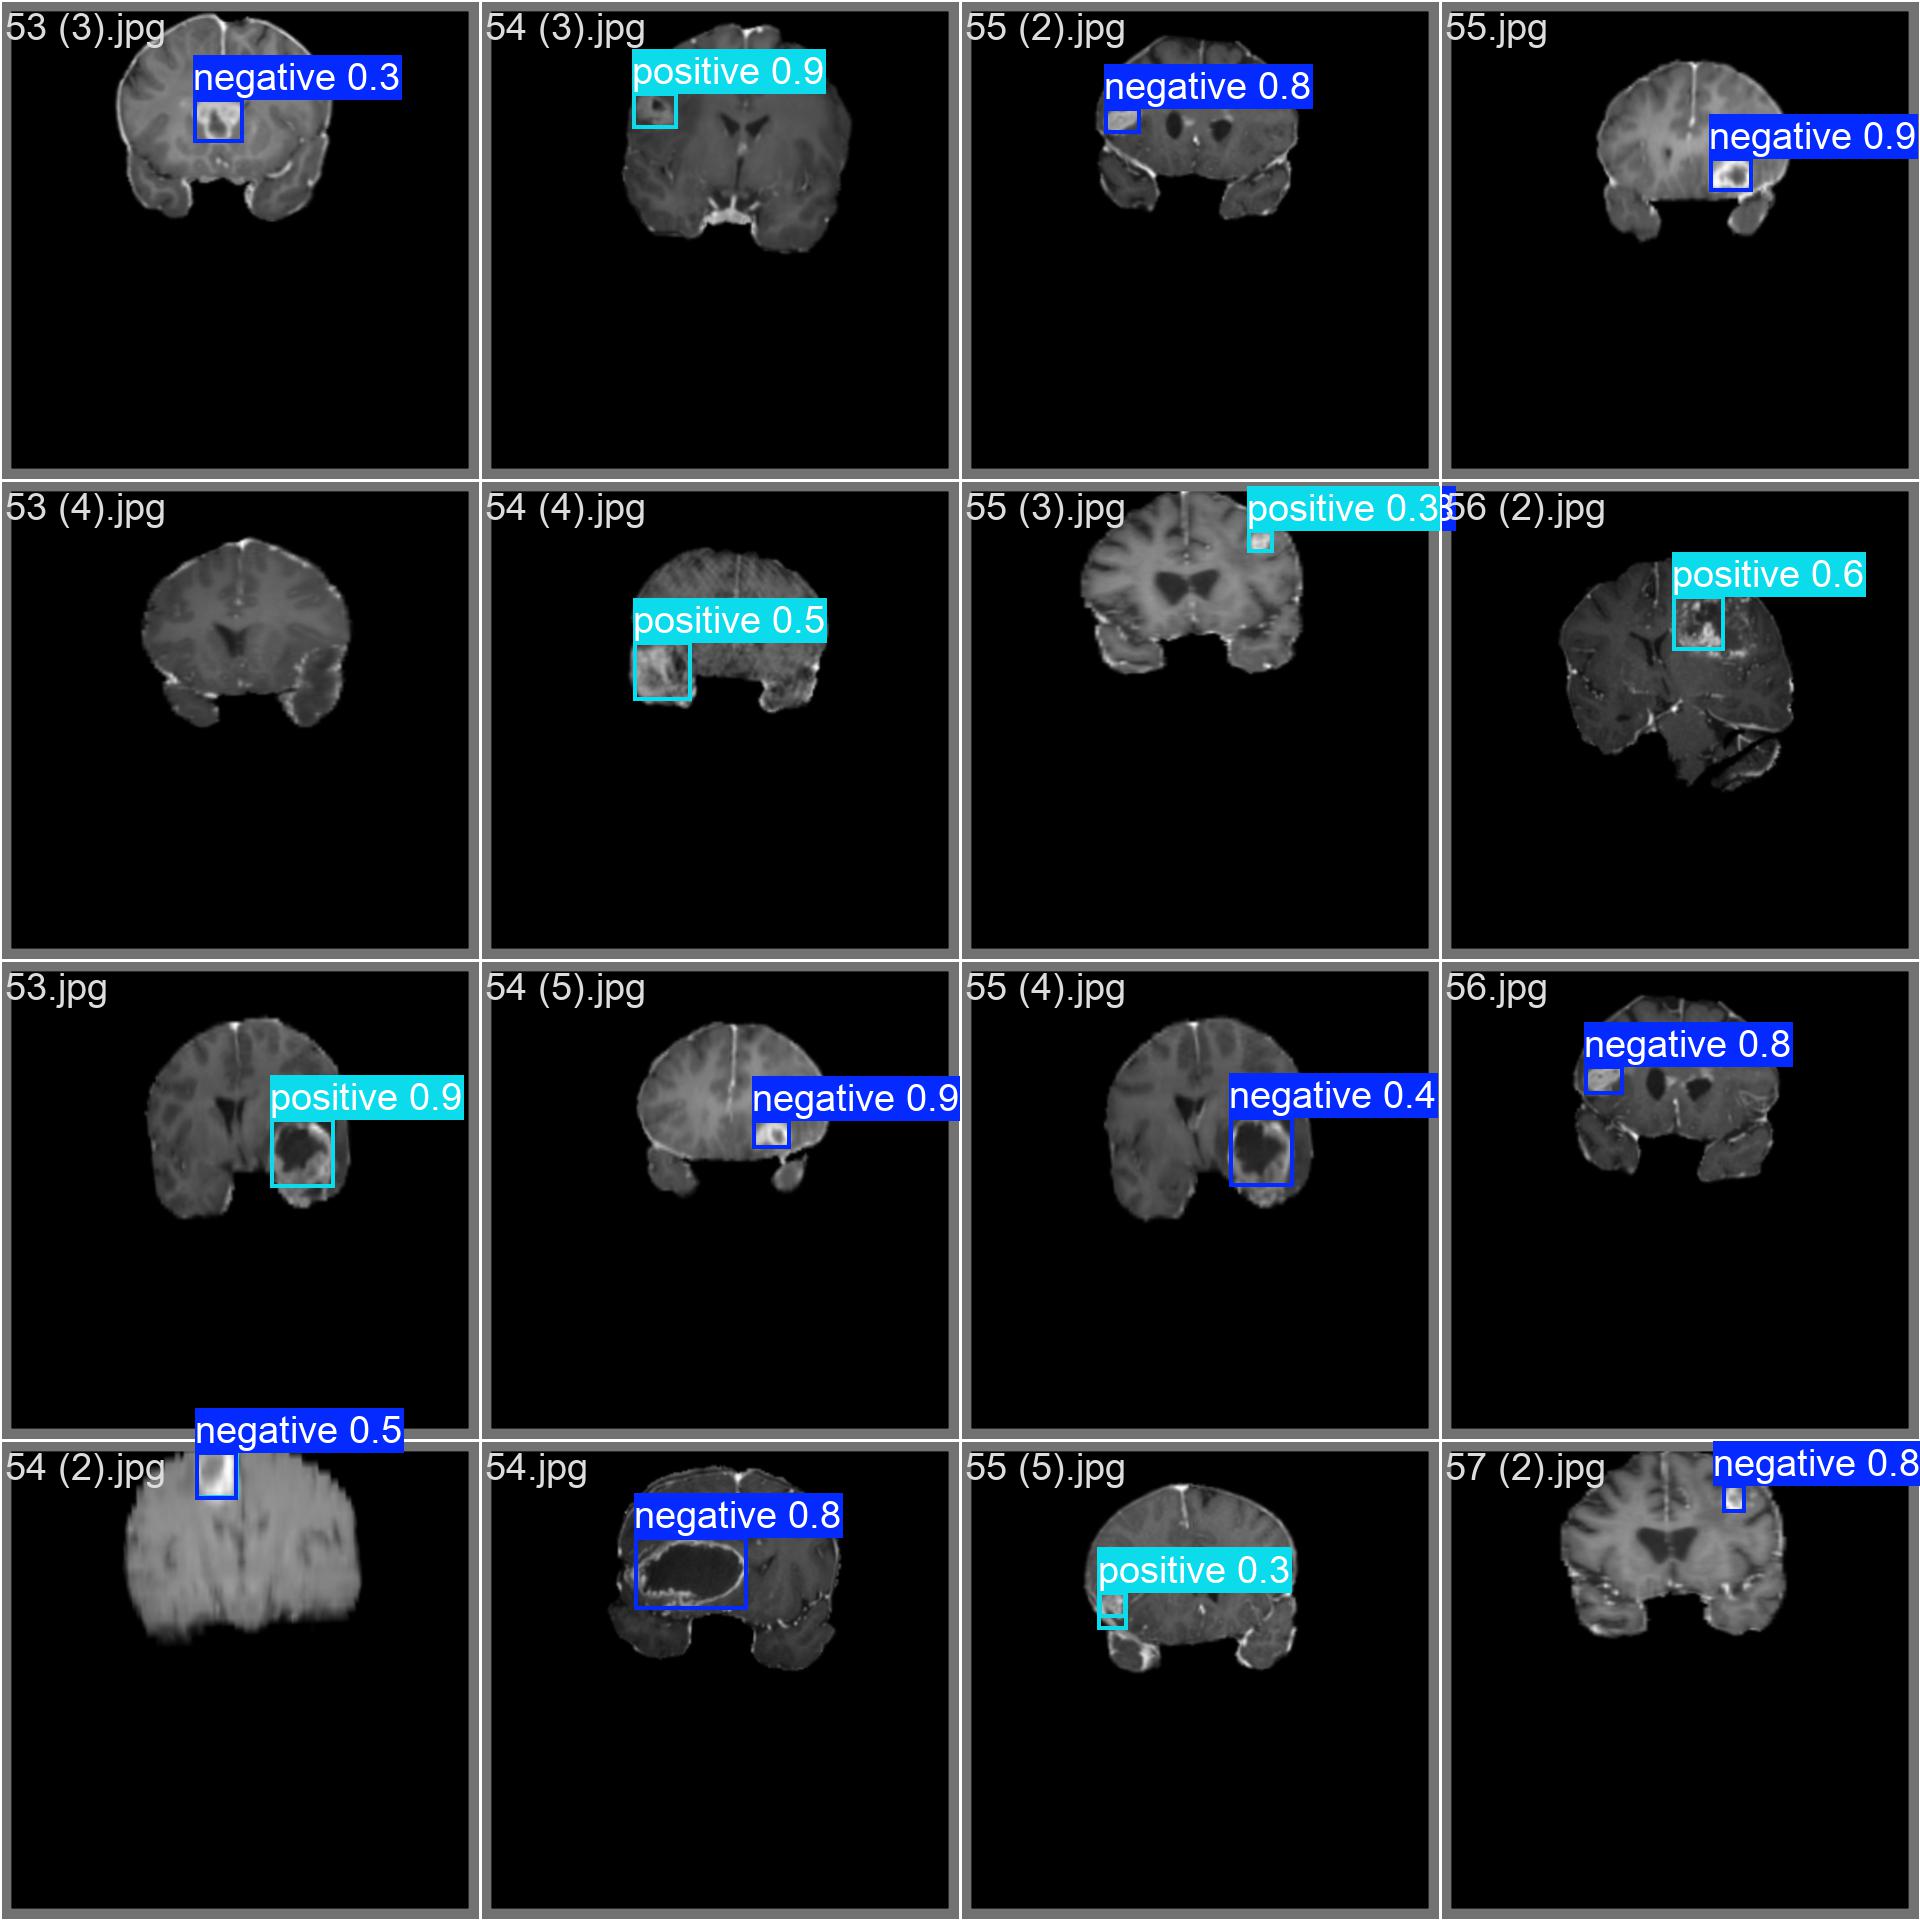 53 (3).jpg
negative 0.3
54 (3).jpg
positive 0.9
55 (2).jpg
negative 0.8
55.jpg
negative 0.9
53 (4).jpg
54 (4).jpg
positive 0.5
55 (3).jpg
positive 0.3
56 (2).jpg
positive 0.6
53.jpg
positive 0.9
54 (5).jpg
negative 0.9
55 (4).jpg
negative 0.4
56.jpg
negative 0.8
54 (2).jpg
negative 0.5
54.jpg
negative 0.8
55 (5).jpg
positive 0.3
57 (2).jpg
negative 0.8